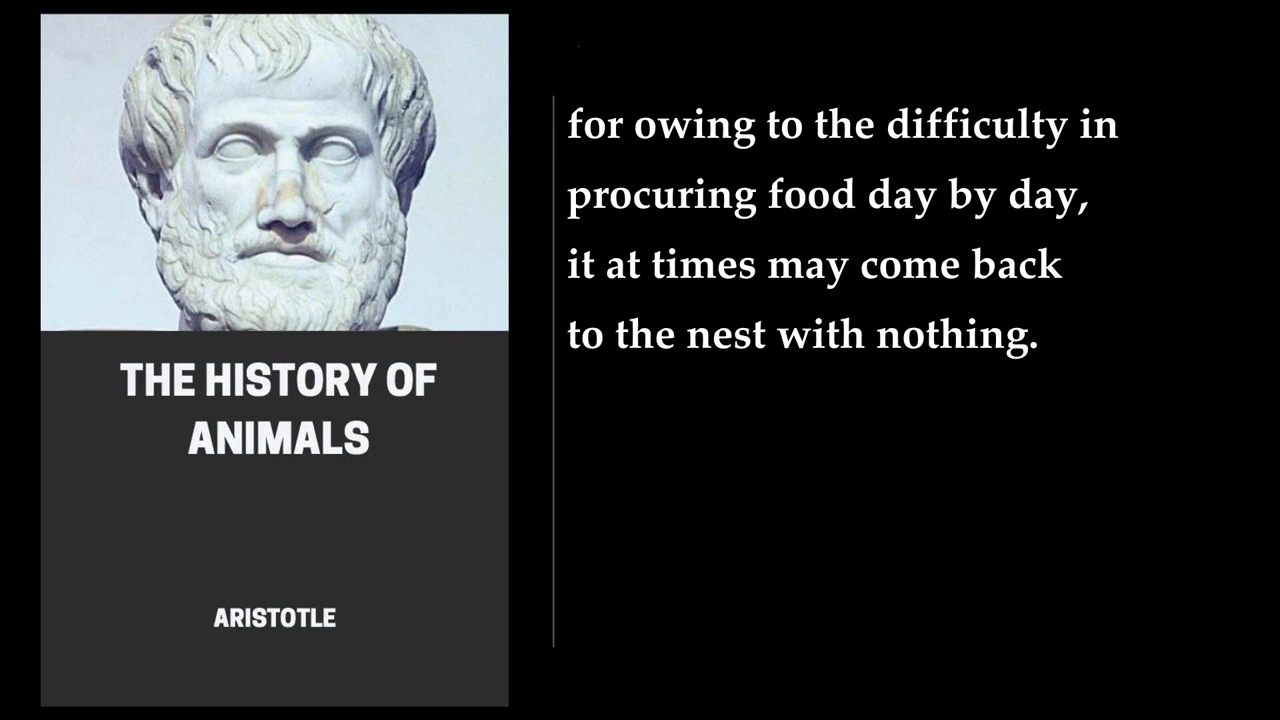 THE HISTORY OF
ANIMALS
ARISTOTLE
for owing to the difficulty in
procuring food day by day,
it at times may come back
to the nest with nothing.